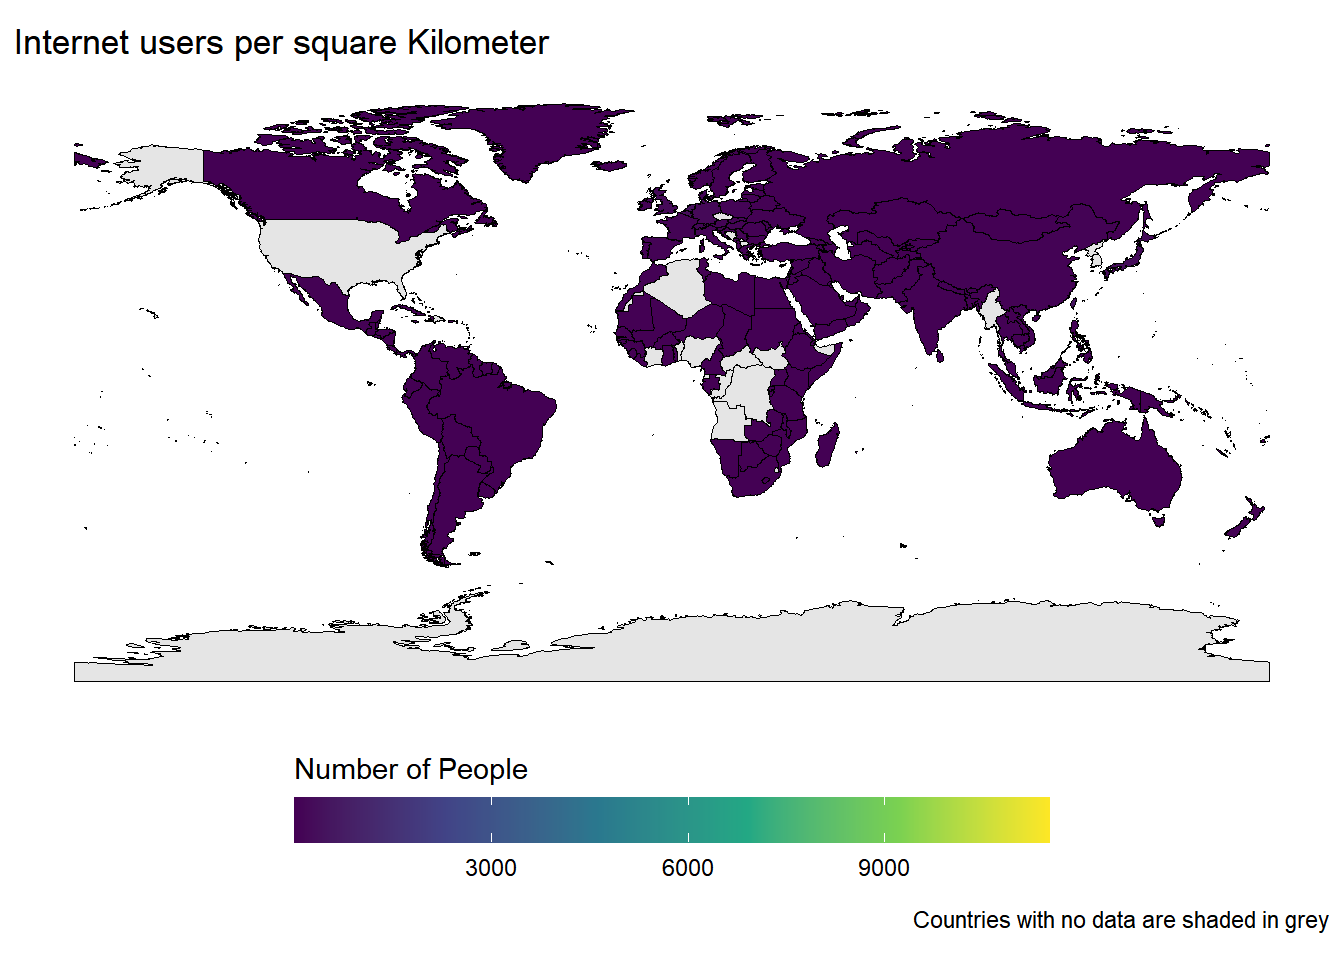 Internet users per square Kilometer
Number of People
3000 6000 9000
Countries with no data are shaded in grey